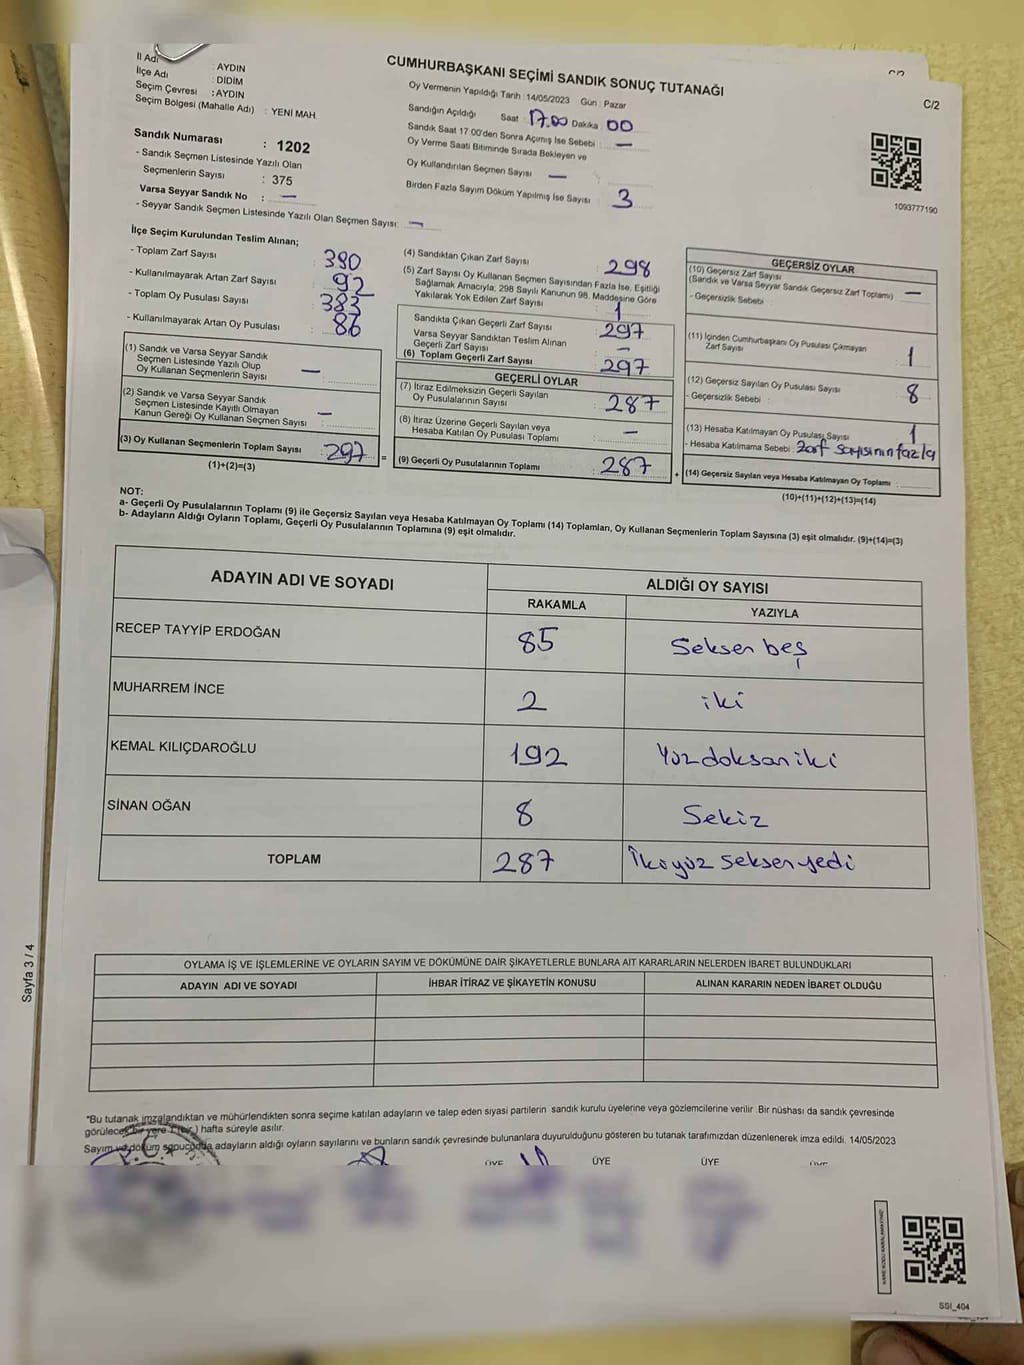 İl Adı : AYDIN
İlçe Adı : DİDİM
Seçim Çevresi : AYDIN
Seçim Bölgesi (Mahalle Adı) : YENİ MAH
Sandık Numarası : 1202
- Sandık Seçmen Listesinde Yazılı Olan
Seçmenlerin Sayısı : 375
Varsa Seyyar Sandık No : —
- Seyyar Sandık Seçmen Listesinde Yazılı Olan Seçmen Sayısı: —
CUMHURBAŞKANI SEÇİMİ SANDIK SONUÇ TUTANAĞI
Oy Vermenin Yapıldığı Tarih : 14/05/2023 Gün : Pazar
Sandığın Açıldığı Saat : 17.00 Dakika : 00
Sandık Saat 17.00'den Sonra Açımış İse Sebebi : —
Oy Verme Saati Bitiminde Sırada Bekleyen ve
Oy Kullandırılan Seçmen Sayısı —
Birden Fazla Sayım Döküm Yapılmış İse Sayısı : 3
C/2
1093777190
İlçe Seçim Kurulundan Teslim Alınan;
- Toplam Zarf Sayısı : 390
- Kullanılmayarak Artan Zarf Sayısı : 92
- Toplam Oy Pusulası Sayısı : 383
- Kullanılmayarak Artan Oy Pusulası : 86
(1) Sandık ve Varsa Seyyar Sandık
Seçmen Listesinde Yazılı Olup
Oy Kullanan Seçmenlerin Sayısı : —
(2) Sandık ve Varsa Seyyar Sandık
Seçmen Listesinde Kayıtlı Olmayan
Kanun Gereği Oy Kullanan Seçmen Sayısı : —
(3) Oy Kullanan Seçmenlerin Toplam Sayısı : 297 =
(1)+(2)=(3)
(4) Sandıktan Çıkan Zarf Sayısı : 298
(5) Zarf Sayısı Oy Kullanan Seçmen Sayısından Fazla İse, Eşitliği
Sağlamak Amacıyla, 298 Sayılı Kanunun 98. Maddesine Göre
Yakılarak Yok Edilen Zarf Sayısı : 1
Sandıkta Çıkan Geçerli Zarf Sayısı : 297
Varsa Seyyar Sandıktan Teslim Alınan
Geçerli Zarf Sayısı : —
(6) Toplam Geçerli Zarf Sayısı : 297
GEÇERLİ OYLAR
(7) İtiraz Edilmeksizin Geçerli Sayılan
Oy Pusulalarının Sayısı : 287
(8) İtiraz Üzerine Geçerli Sayılan veya
Hesaba Katılan Oy Pusulası Toplamı : —
(9) Geçerli Oy Pusulalarının Toplamı : 287 +
GEÇERSİZ OYLAR
(10) Geçersiz Zarf Sayısı
(Sandık ve Varsa Seyyar Sandık Geçersiz Zarf Toplamı) : —
- Geçersizlik Sebebi :
(11) İçinden Cumhurbaşkanı Oy Pusulası Çıkmayan
Zarf Sayısı : 1
(12) Geçersiz Sayılan Oy Pusulası Sayısı : 8
- Geçersizlik Sebebi :
(13) Hesaba Katılmayan Oy Pusulası Sayısı : 1
- Hesaba Katılmama Sebebi : Zarf sayısının fazla
(14) Geçersiz Sayılan veya Hesaba Katılmayan Oy Toplamı :
(10)+(11)+(12)+(13)=(14)
NOT:
a- Geçerli Oy Pusulalarının Toplamı (9) ile Geçersiz Sayılan veya Hesaba Katılmayan Oy Toplamı (14) Toplamları, Oy Kullanan Seçmenlerin Toplam Sayısına (3) eşit olmalıdır. (9)+(14)=(3)
b- Adayların Aldığı Oyların Toplamı, Geçerli Oy Pusulalarının Toplamına (9) eşit olmalıdır.
ADAYIN ADI VE SOYADI ALDIĞI OY SAYISI
RAKAMLA YAZIYLA
RECEP TAYYİP ERDOĞAN 85 Seksen beş
MUHARREM İNCE 2 iki
KEMAL KILIÇDAROĞLU 192 Yüzdoksaniki
SİNAN OĞAN 8 Sekiz
TOPLAM 287 İkiyüz seksenyedi
OYLAMA İŞ VE İŞLEMLERİNE VE OYLARIN SAYIM VE DÖKÜMÜNE DAİR ŞİKAYETLERLE BUNLARA AİT KARARLARIN NELERDEN İBARET BULUNDUKLARI
ADAYIN ADI VE SOYADI İHBAR İTİRAZ VE ŞİKAYETİN KONUSU ALINAN KARARIN NEDEN İBARET OLDUĞU
*Bu tutanak imzalandıktan ve mühürlendikten sonra seçime katılan adayların ve talep eden siyasi partilerin sandık kurulu üyelerine veya gözlemcilerine verilir .Bir nüshası da sandık çevresinde
görülecek bir yere 1 (bir ) hafta süreyle asılır.
Sayım ve döküm sonucunda adayların aldığı oyların sayılarını ve bunların sandık çevresinde bulunanlara duyurulduğunu gösteren bu tutanak tarafımızdan düzenlenerek imza edildi. 14/05/2023
ÜYE ÜYE ÜYE ÜYE
SSI_404
Sayfa 3 / 4